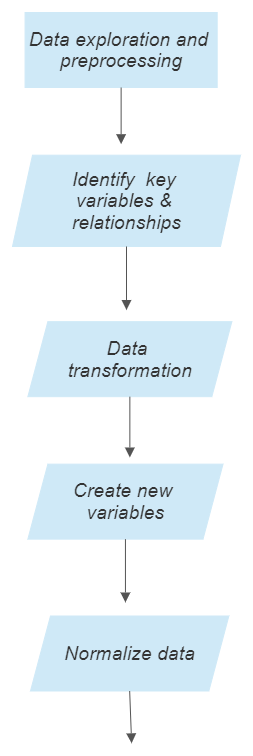 Data exploration and
preprocessing
Identify key
variables &
relationships
Data
transformation
Create new
variables
Normalize data